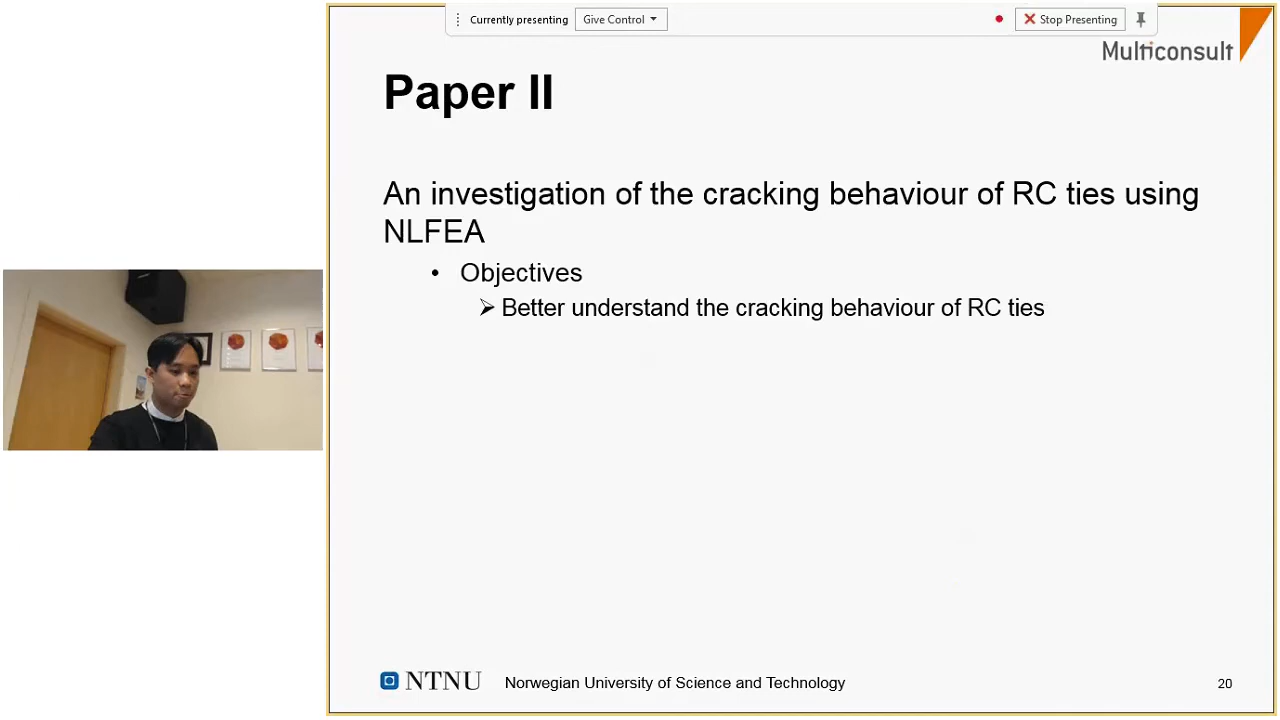 Currently presenting
Give Control
Stop Presenting
Multiconsult
Paper II
An investigation of the cracking behaviour of RC ties using
NLFEA
• Objectives
➢ Better understand the cracking behaviour of RC ties
NTNU
Norwegian University of Science and Technology
20